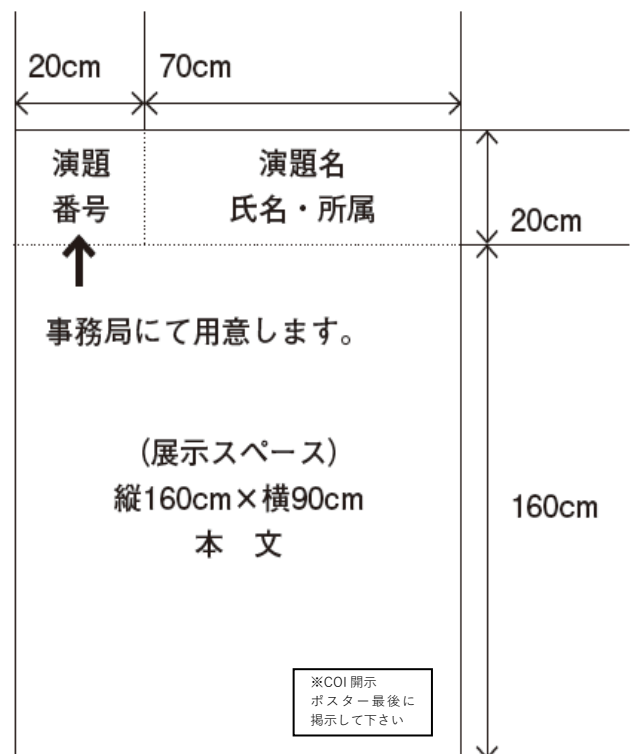 20cm
70cm
演題
番号
演題名
氏名・所属
20cm
事務局にて用意します。
(展示スペース)
縦160cm×横90cm
本　文
160cm
※COI 開示
ポスター最後に
掲示して下さい